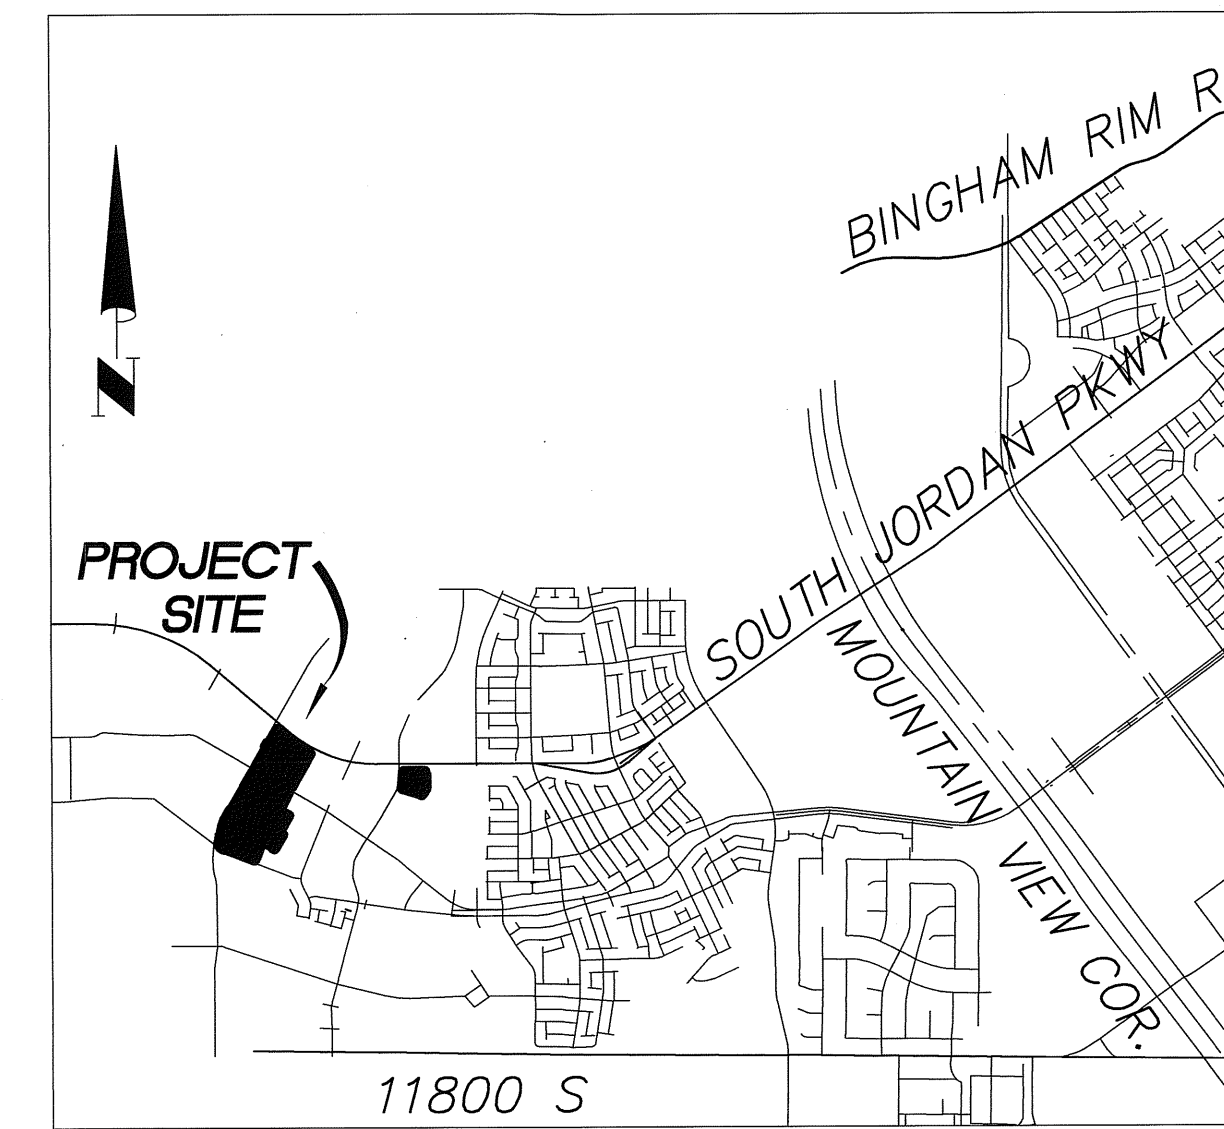 BINGHAM RIM R
N
SOUTH JORDAN PKWY
PROJECT
SITE
MOUNTAIN VIEW COR.
11800 S